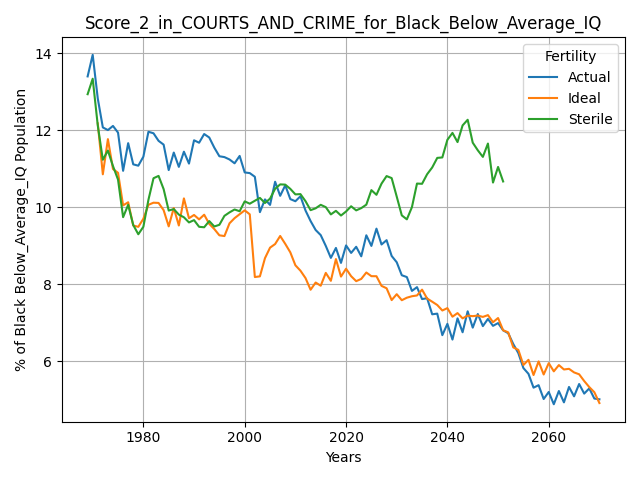 Score_2_in_COURTS_AND_CRIME_for_Black_Below_Average_IQ
Fertility
Actual
Ideal
Sterile
% of Black Below_Average_IQ Population
14
12
10
8
6
1980
2000
2020
2040
2060
Years